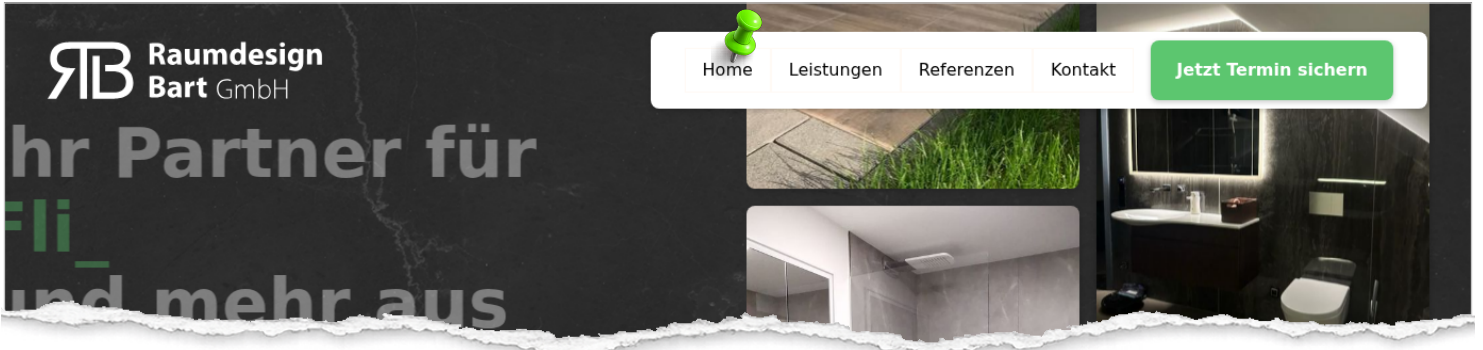 Raumdesign
Bart GmbH
Home
Leistungen
Referenzen
Kontakt
Jetzt Termin sichern
hr Partner für
Fli_
und mehr aus